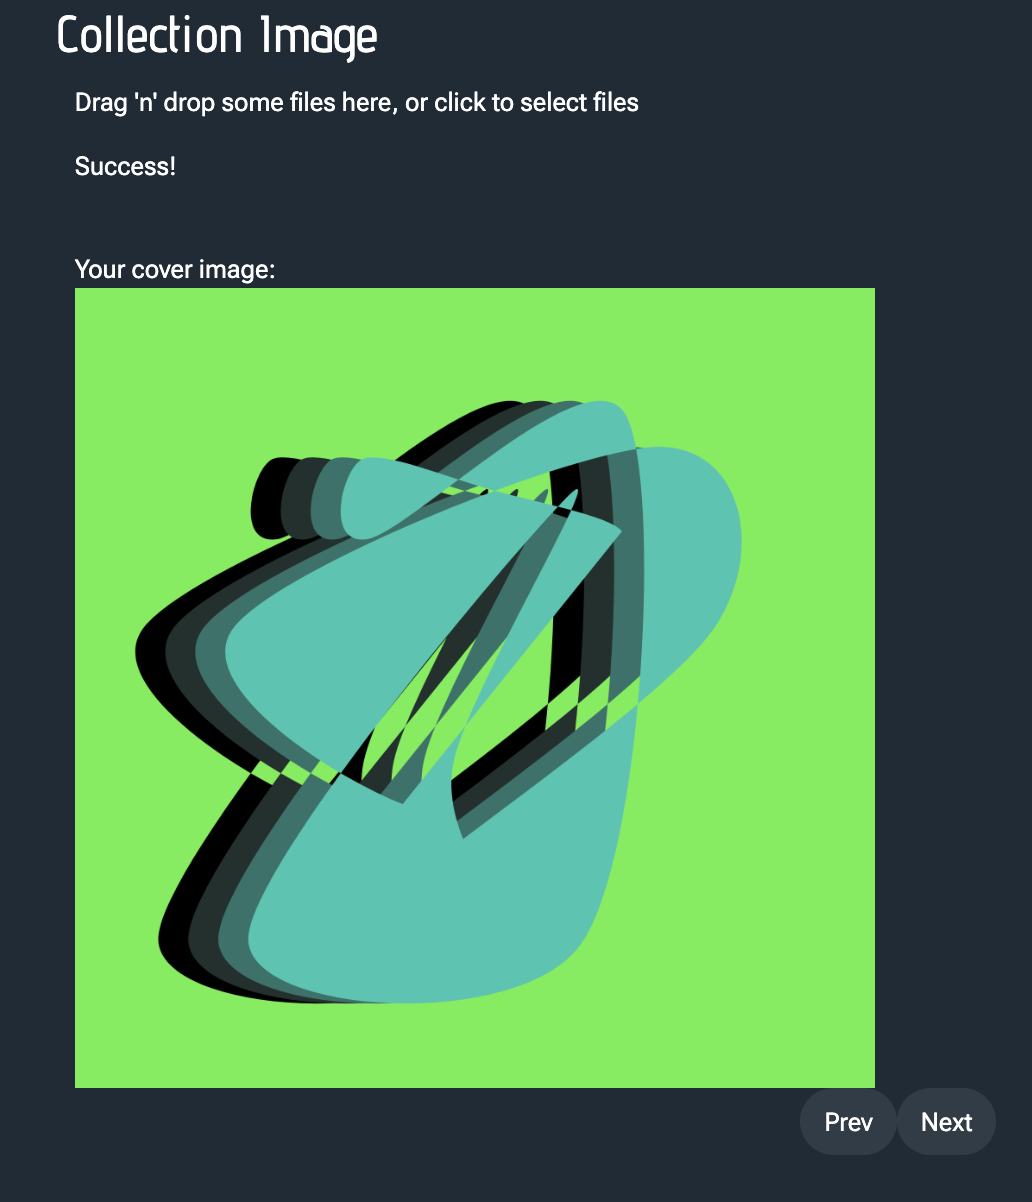 Collection Image
Drag 'n' drop some files here, or click to select files
Success!
Your cover image:
Prev
Next